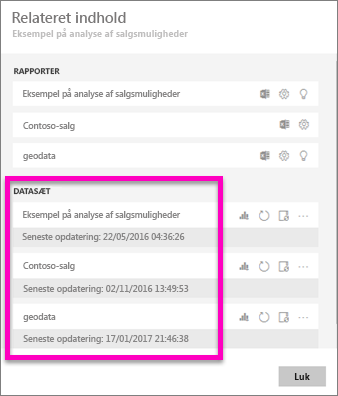 Relateret indhold
Eksempel på analyse af salgsmuligheder
RAPPORTER
Eksempel på analyse af salgsmuligheder
Contoso-salg
geodata
DATASÆT
Eksempel på analyse af salgsmuligheder
Seneste opdatering: 22/05/2016 04:36:26
Contoso-salg
Seneste opdatering: 02/11/2016 13:49:53
geodata
Seneste opdatering: 17/01/2017 21:46:38
Luk